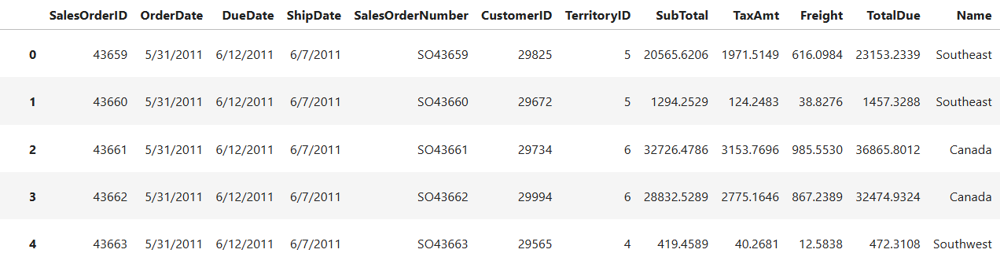 SalesOrderID OrderDate DueDate ShipDate SalesOrderNumber CustomerID TerritoryID SubTotal TaxAmt Freight TotalDue Name
0 43659 5/31/2011 6/12/2011 6/7/2011 SO43659 29825 5 20565.6206 1971.5149 616.0984 23153.2339 Southeast
1 43660 5/31/2011 6/12/2011 6/7/2011 SO43660 29672 5 1294.2529 124.2483 38.8276 1457.3288 Southeast
2 43661 5/31/2011 6/12/2011 6/7/2011 SO43661 29734 6 32726.4786 3153.7696 985.5530 36865.8012 Canada
3 43662 5/31/2011 6/12/2011 6/7/2011 SO43662 29994 6 28832.5289 2775.1646 867.2389 32474.9324 Canada
4 43663 5/31/2011 6/12/2011 6/7/2011 SO43663 29565 4 419.4589 40.2681 12.5838 472.3108 Southwest